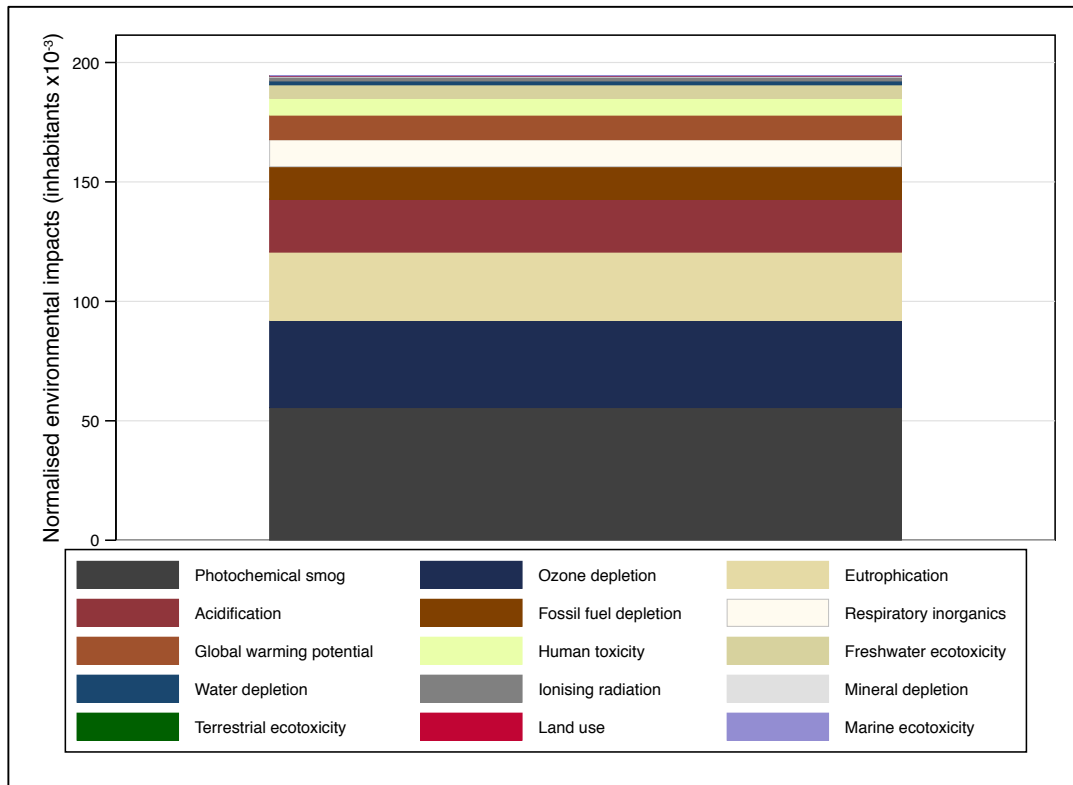 Normalised environmental impacts (inhabitants x10⁻³)
200
150
100
50
0
Photochemical smog Ozone depletion Eutrophication
Acidification Fossil fuel depletion Respiratory inorganics
Global warming potential Human toxicity Freshwater ecotoxicity
Water depletion Ionising radiation Mineral depletion
Terrestrial ecotoxicity Land use Marine ecotoxicity